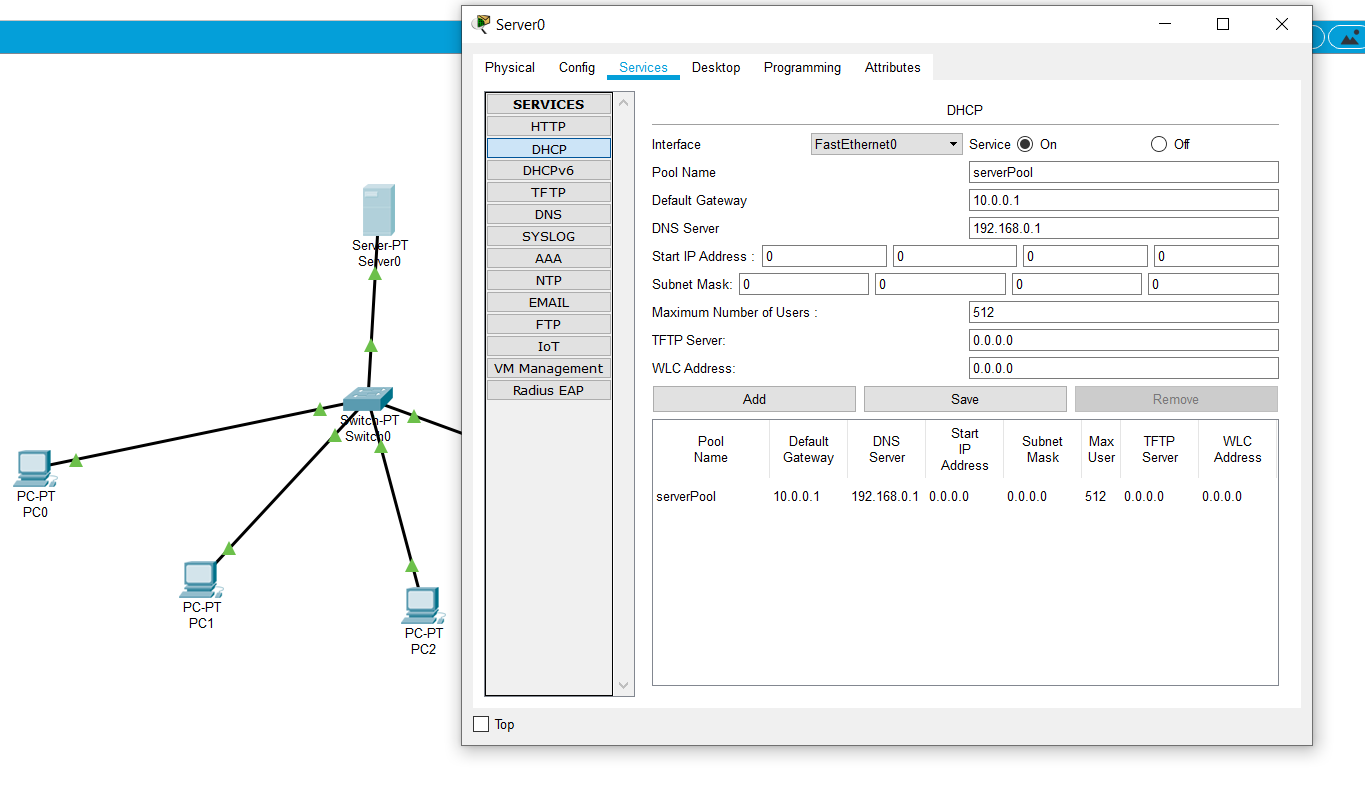 Server0
Physical Config Services Desktop Programming Attributes
SERVICES
HTTP
DHCP
DHCPv6
TFTP
DNS
SYSLOG
AAA
NTP
EMAIL
FTP
IoT
VM Management
Radius EAP
DHCP
Interface FastEthernet0 Service On Off
Pool Name serverPool
Default Gateway 10.0.0.1
DNS Server 192.168.0.1
Start IP Address : 0 0 0 0
Subnet Mask: 0 0 0 0
Maximum Number of Users : 512
TFTP Server: 0.0.0.0
WLC Address: 0.0.0.0
Add Save Remove
Pool Name Default Gateway DNS Server Start IP Address Subnet Mask Max User TFTP Server WLC Address
serverPool 10.0.0.1 192.168.0.1 0.0.0.0 0.0.0.0 512 0.0.0.0 0.0.0.0
Top
Server-PT
Server0
Switch-PT
Switch0
PC-PT
PC0
PC-PT
PC1
PC-PT
PC2